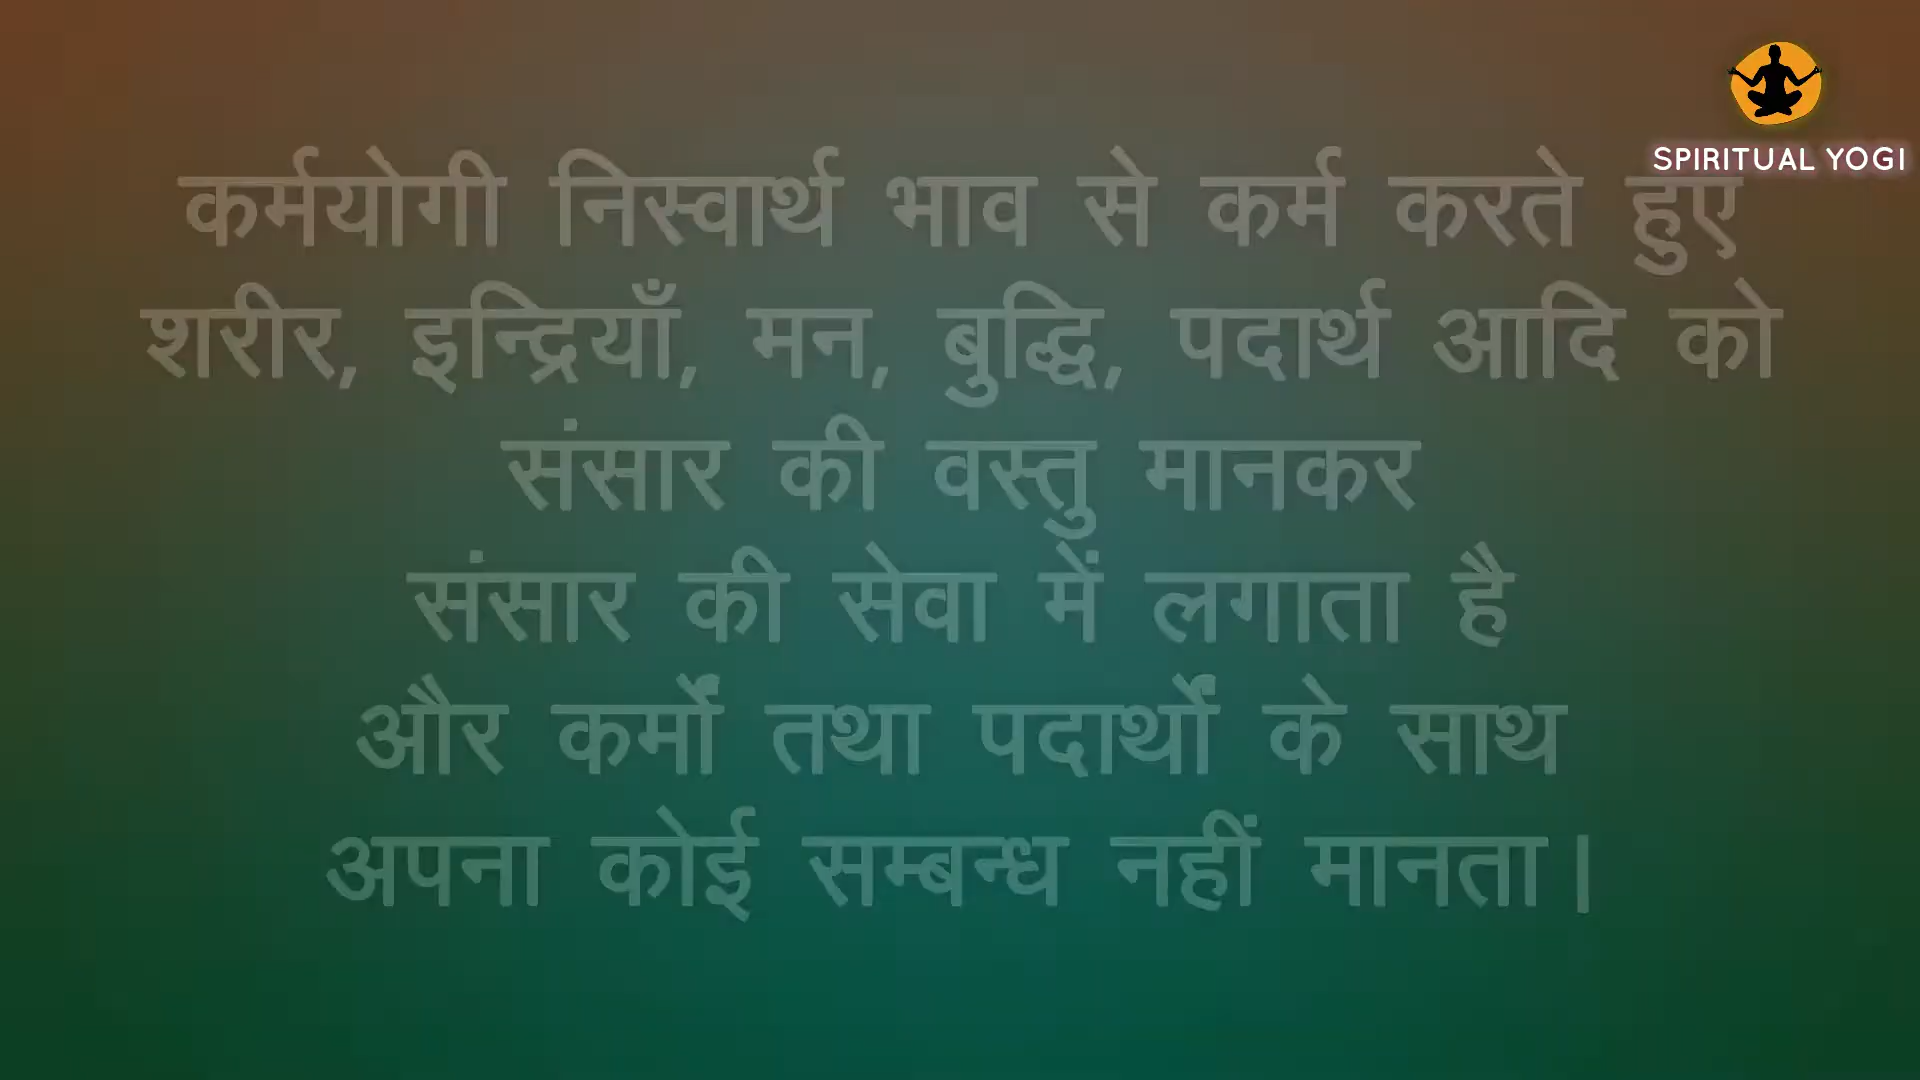 SPIRITUAL YOGI
कर्मयोगी निस्वार्थ भाव से कर्म करते हुए
शरीर, इन्द्रियाँ, मन, बुद्धि, पदार्थ आदि को
संसार की वस्तु मानकर
संसार की सेवा में लगाता है
और कर्मों तथा पदार्थों के साथ
अपना कोई सम्बन्ध नहीं मानता।